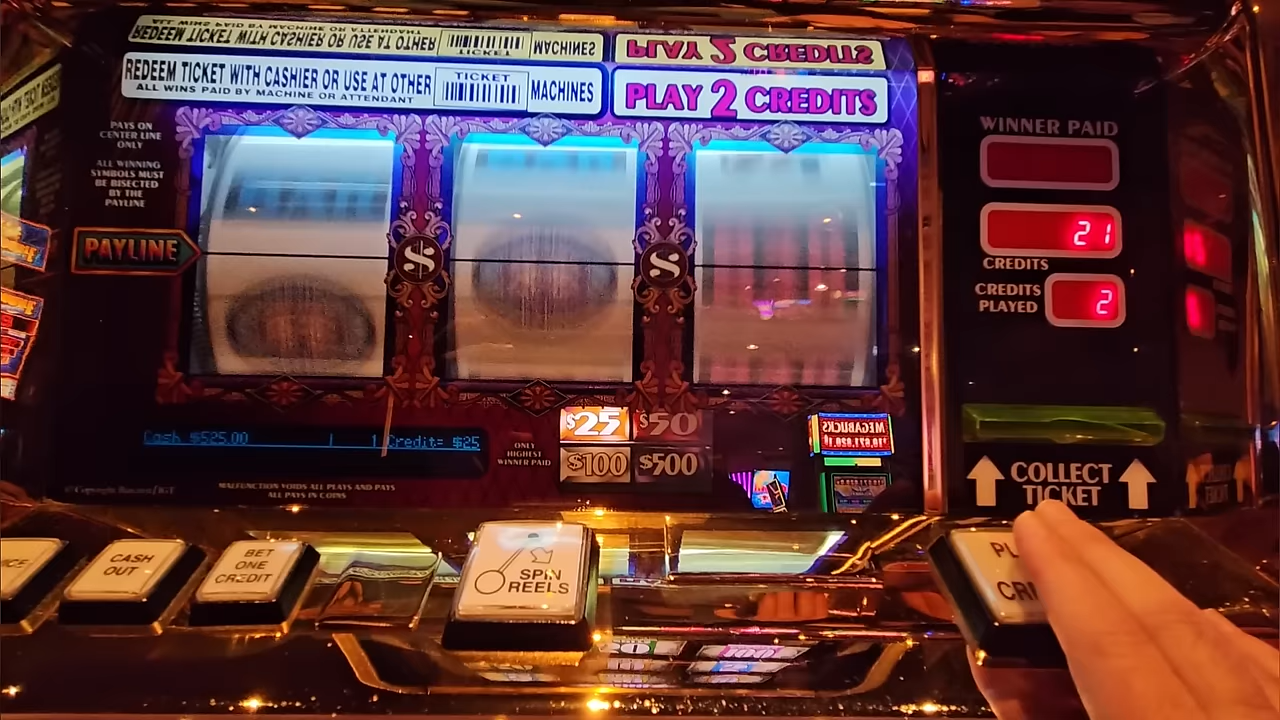 REDEEM TICKET WITH CASHIER OR USE AT OTHER
ALL WINS PAID BY MACHINE OR ATTENDANT
TICKET
MACHINES
PLAY 2 CREDITS
PAYS ON
CENTER LINE
ONLY
ALL WINNING
SYMBOLS MUST
BE BISECTED
BY THE
PAYLINE
PAYLINE
$
$
WINNER PAID
21
CREDITS
CREDITS
PLAYED
2
Cash $525.00 | 1 Credit= $25
ONLY
HIGHEST
WINNER PAID
$25
$50
$100
$500
MEGABUCKS
MALFUNCTION VOIDS ALL PLAYS AND PAYS
ALL PAYS IN COINS
COLLECT
TICKET
CASH
OUT
BET
ONE
CREDIT
SPIN
REELS